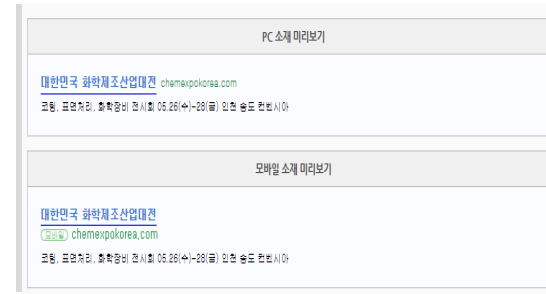 PC 소재 미리보기
대한민국 화학제조산업대전 chemexpokorea.com
코팅, 표면처리, 화학장비 전시회 05.26(수)-28(금) 인천 송도 컨벤시아
모바일 소재 미리보기
대한민국 화학제조산업대전
모바일 chemexpokorea.com
코팅, 표면처리, 화학장비 전시회 05.26(수)-28(금) 인천 송도 컨벤시아